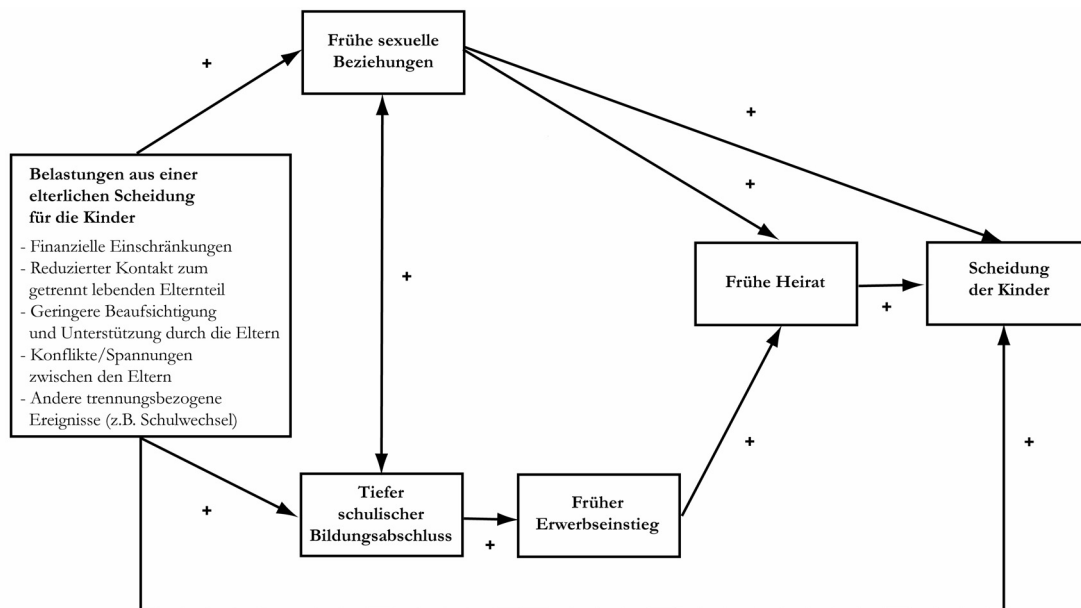 Frühe sexuelle
Beziehungen
+
+
+
Belastungen aus einer
elterlichen Scheidung
für die Kinder
- Finanzielle Einschränkungen
- Reduzierter Kontakt zum
getrennt lebenden Elternteil
- Geringere Beaufsichtigung
und Unterstützung durch die Eltern
- Konflikte/Spannungen
zwischen den Eltern
- Andere trennungsbezogene
Ereignisse (z.B. Schulwechsel)
+
Frühe Heirat
+
Scheidung
der Kinder
+
+
+
Tiefer
schulischer
Bildungsabschluss
+
Früher
Erwerbseinstieg